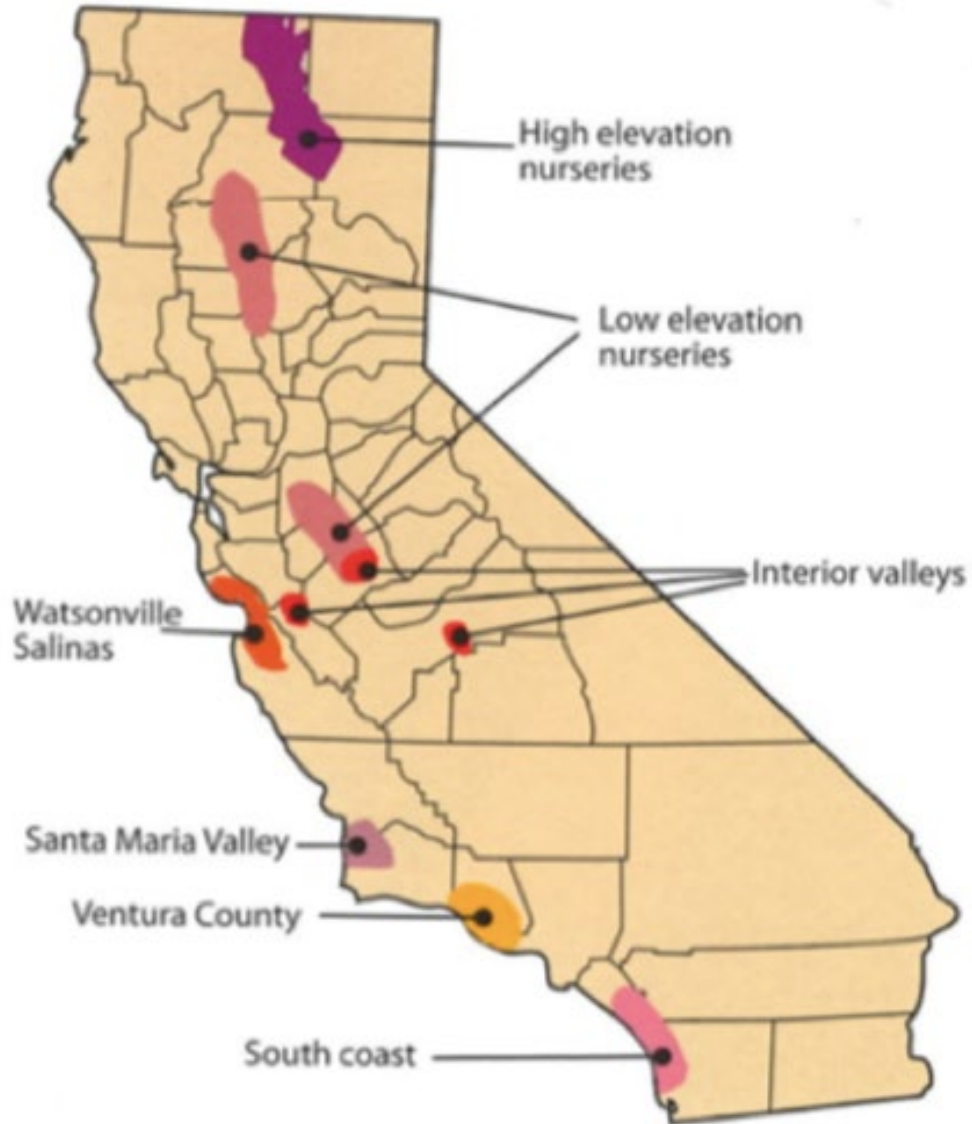 High elevation
nurseries
Low elevation
nurseries
Interior valleys
Watsonville
Salinas
Santa Maria Valley
Ventura County
South coast